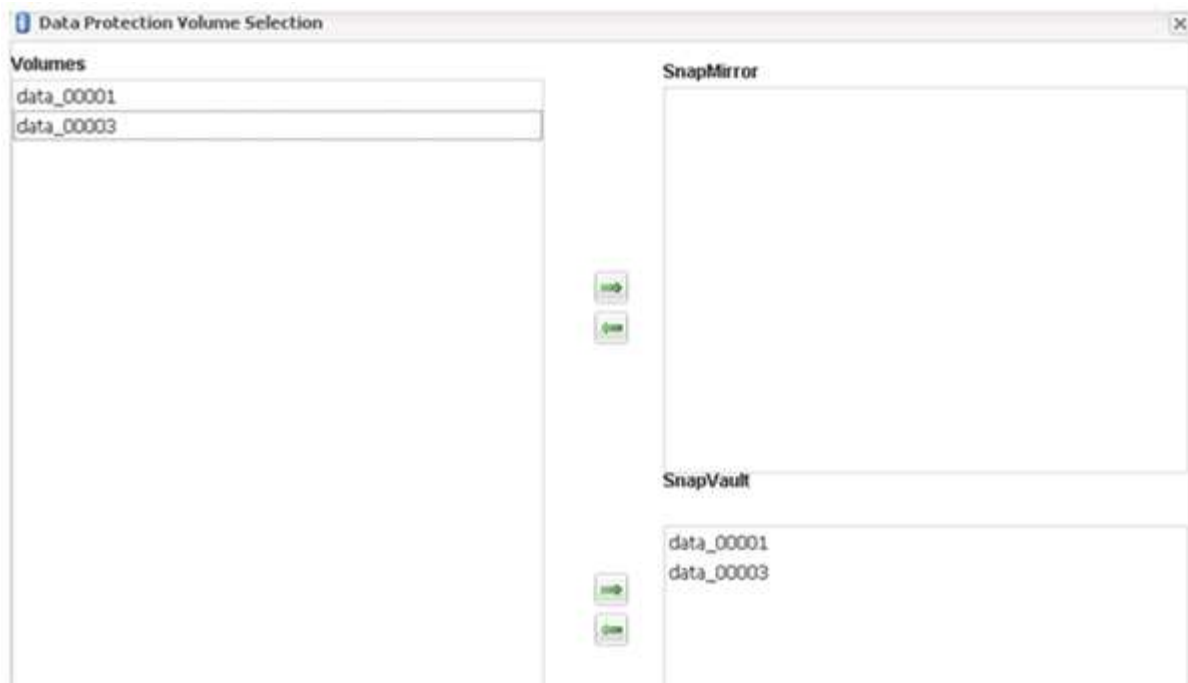 Data Protection Volume Selection
Volumes
data_00001
data_00003
SnapMirror
SnapVault
data_00001
data_00003